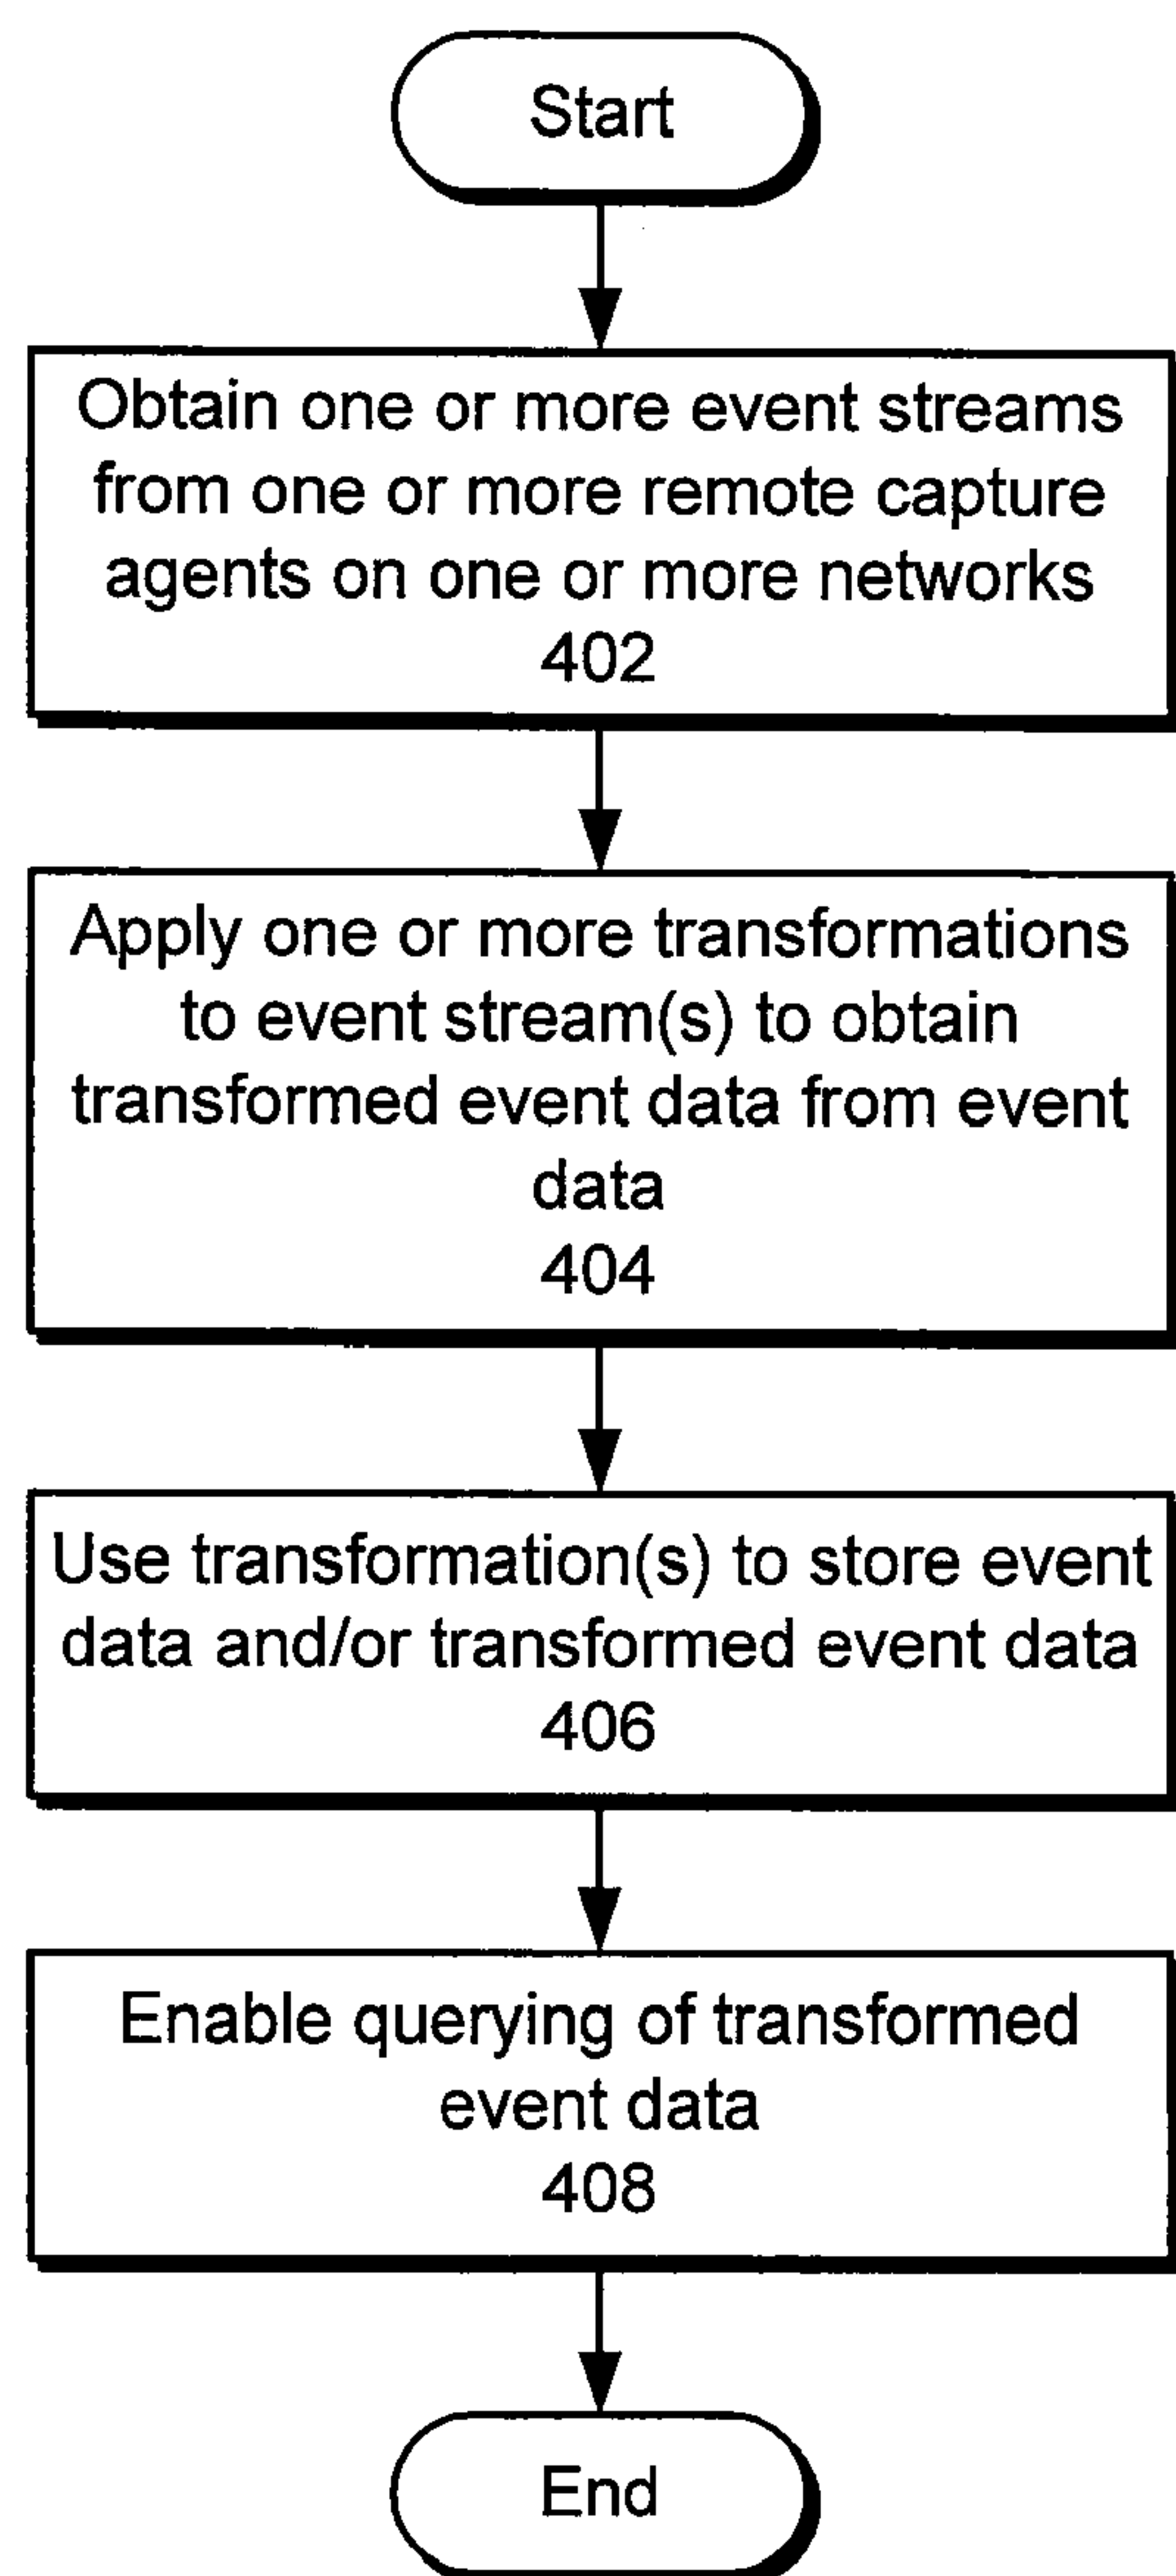 Start
Obtain one or more event streams
from one or more remote capture
agents on one or more networks
402
Apply one or more transformations
to event stream(s) to obtain
transformed event data from event
data
404
Use transformation(s) to store event
data and/or transformed event data
406
Enable querying of transformed
event data
408
End